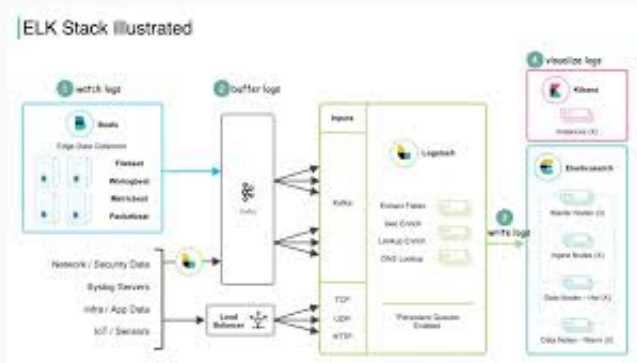 ELK Stack Illustrated
1 watch logs
2 buffer logs
3 write logs
4 visualize logs
Beats
Edge Data Collection
Filebeat
Winlogbeat
Metricbeat
Packetbeat
Network / Security Data
Syslog Servers
Infra / App Data
IoT / Sensors
Kafka
Load
Balancer
Inputs
Kafka
TCP
UDP
HTTP
Logstash
Extract Fields
Geo Enrich
Lookup Enrich
DNS Lookup
*Persistent Queues
Enabled
Kibana
Instances (X)
Elasticsearch
Master Nodes (3)
Ingest Nodes (X)
Data Nodes – Hot (X)
Data Notes – Warm (X)